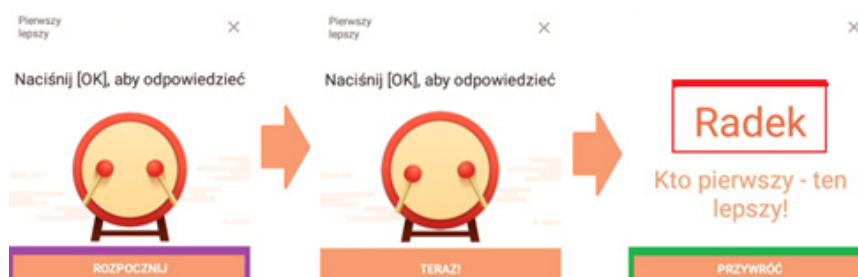 Pierwszy
lepszy
Naciśnij [OK], aby odpowiedzieć
ROZPOCZNIJ
Pierwszy
lepszy
Naciśnij [OK], aby odpowiedzieć
TERAZ!
Radek
Kto pierwszy - ten
lepszy!
PRZYWRÓĆ